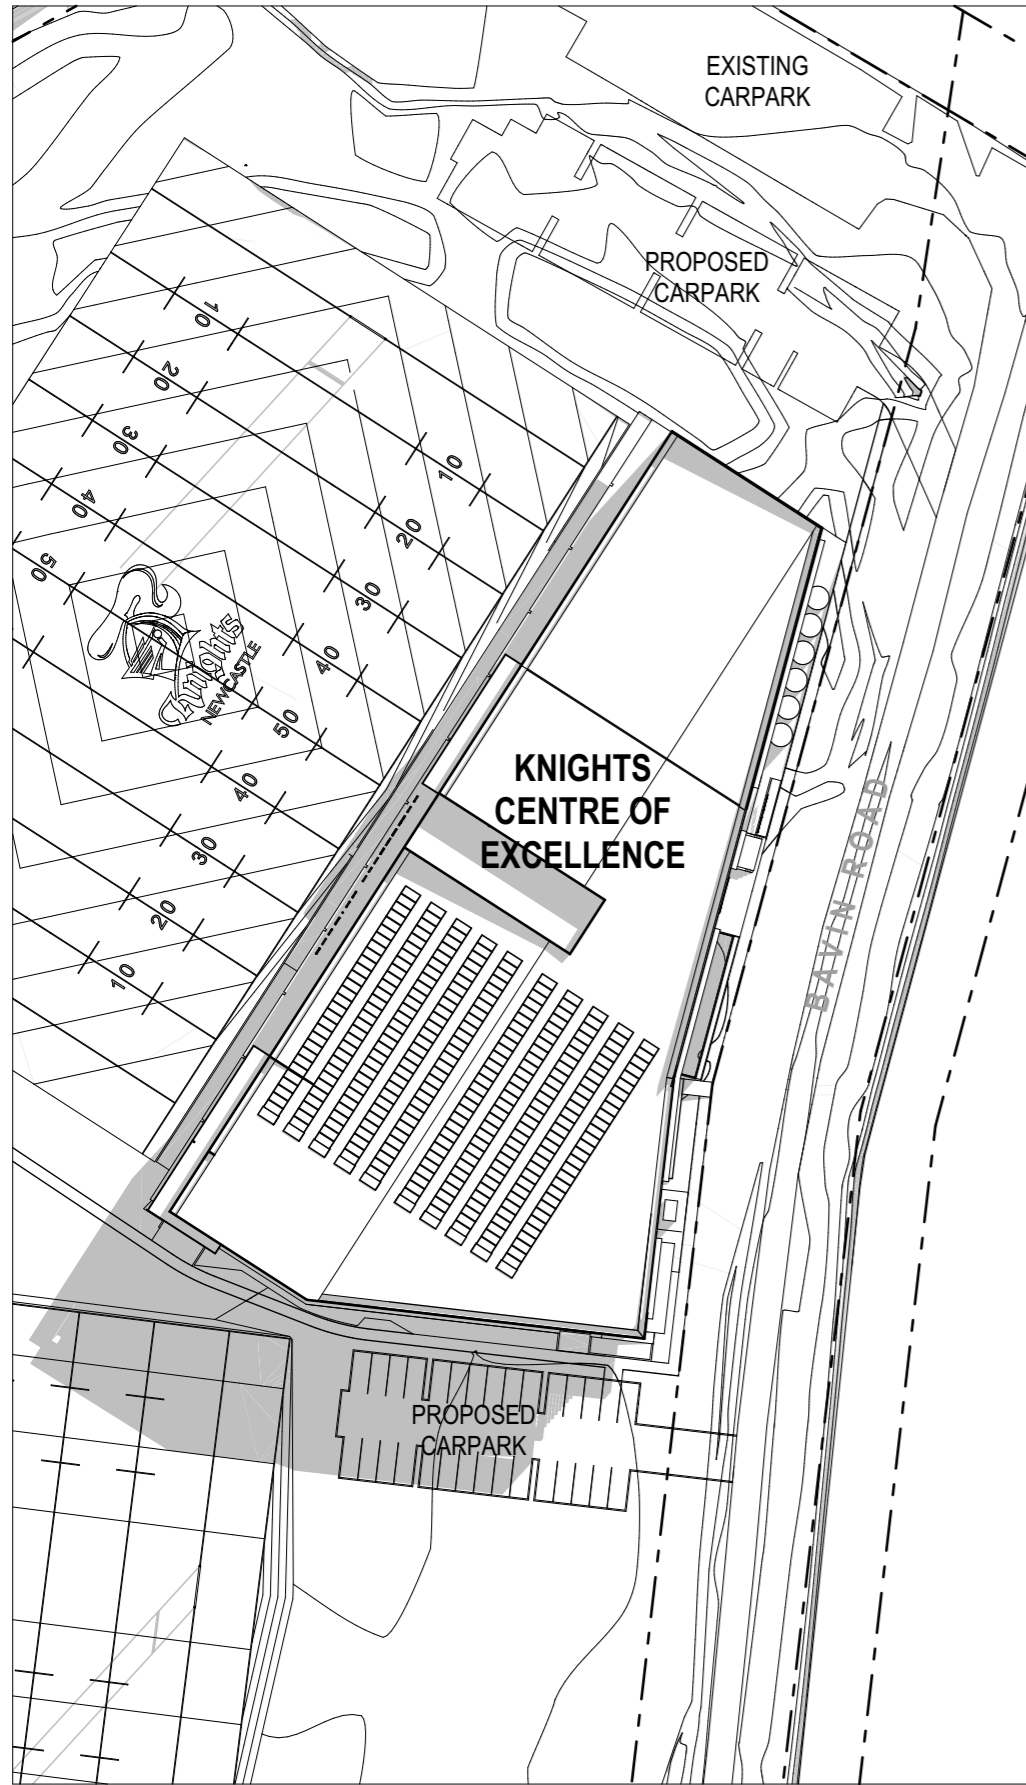 EXISTING
CARPARK
PROPOSED
CARPARK
10
20
30
40
50
10
20
30
40
50
40
30
20
10
Knights
NEWCASTLE
KNIGHTS
CENTRE OF
EXCELLENCE
BAVIN ROAD
PROPOSED
CARPARK